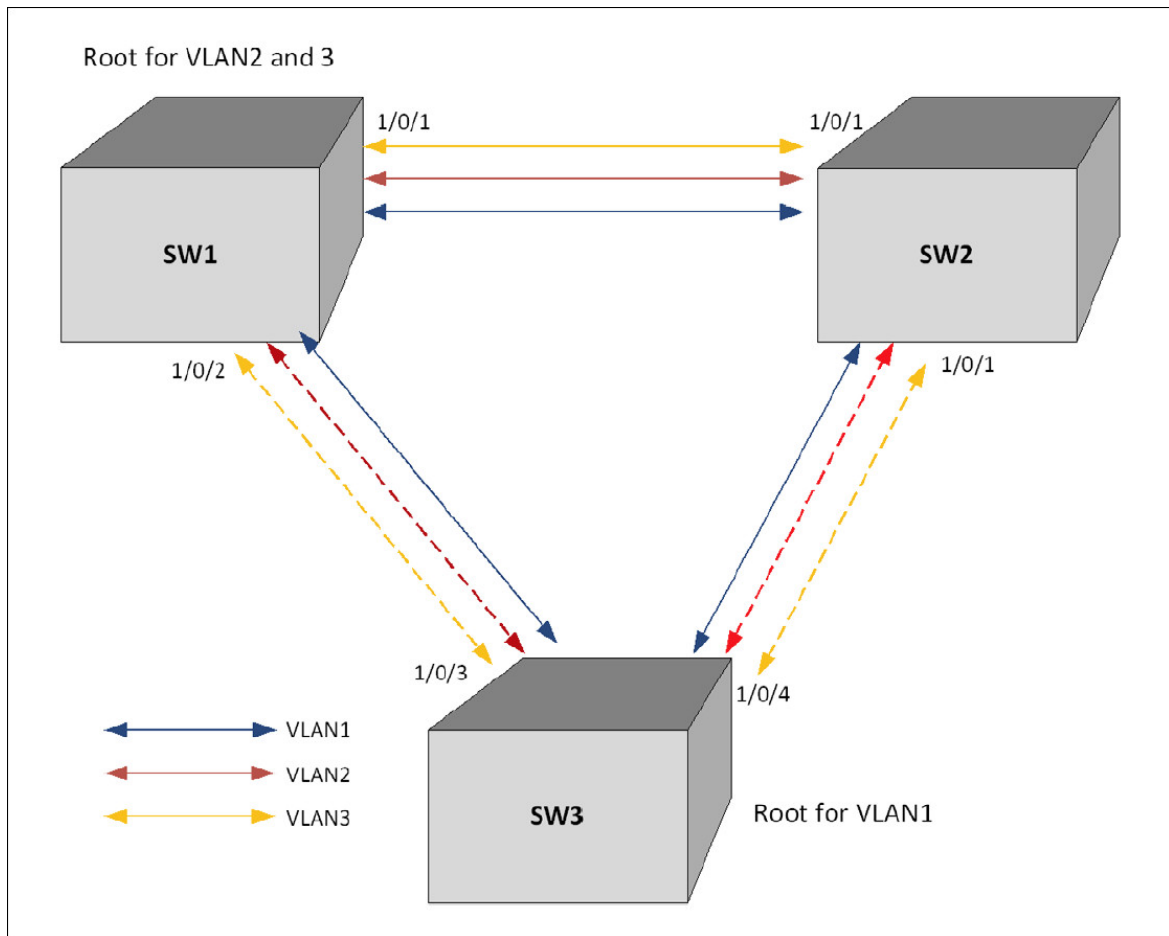 Root for VLAN2 and 3
1/0/1
1/0/1
SW1
SW2
1/0/2
1/0/1
1/0/3
1/0/4
VLAN1
VLAN2
VLAN3
SW3
Root for VLAN1